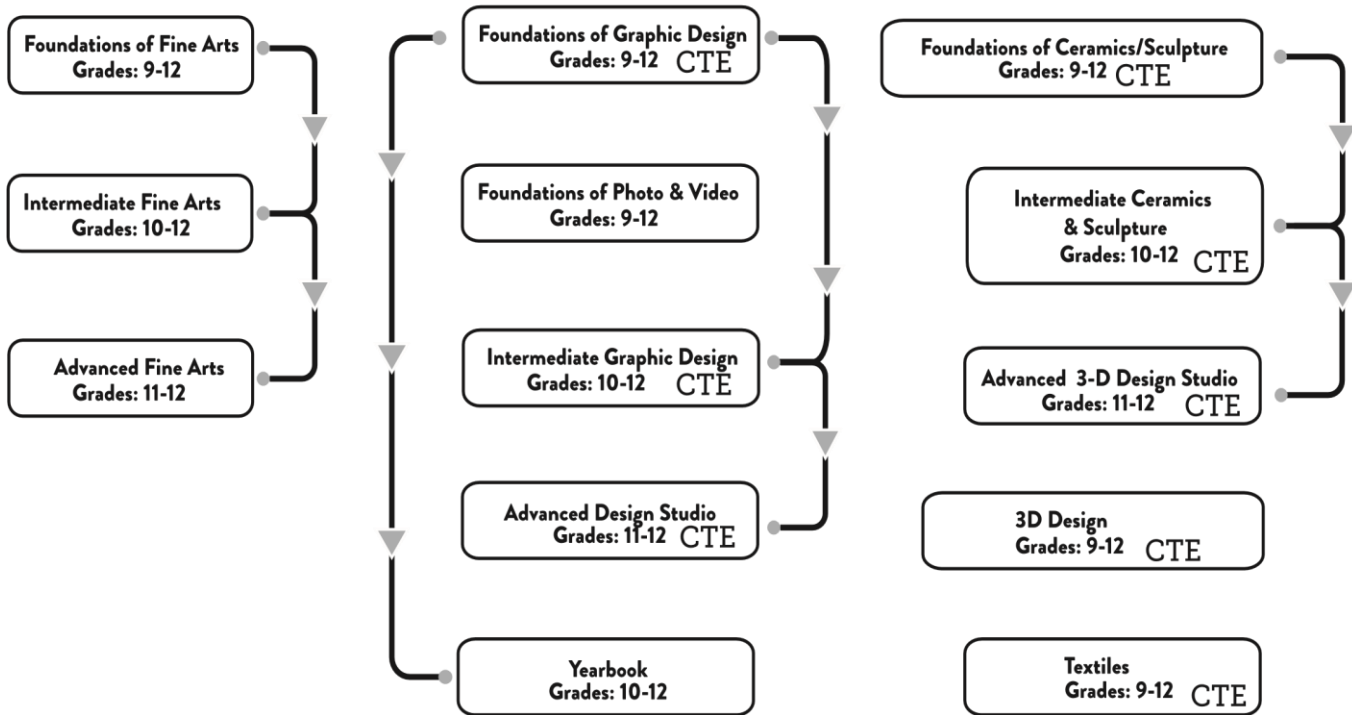 Foundations of Fine Arts
Grades: 9-12
Intermediate Fine Arts
Grades: 10-12
Advanced Fine Arts
Grades: 11-12
Foundations of Graphic Design
Grades: 9-12 CTE
Foundations of Photo & Video
Grades: 9-12
Intermediate Graphic Design
Grades: 10-12 CTE
Advanced Design Studio
Grades: 11-12 CTE
Yearbook
Grades: 10-12
Foundations of Ceramics/Sculpture
Grades: 9-12 CTE
Intermediate Ceramics
& Sculpture
Grades: 10-12 CTE
Advanced 3-D Design Studio
Grades: 11-12 CTE
3D Design
Grades: 9-12 CTE
Textiles
Grades: 9-12 CTE